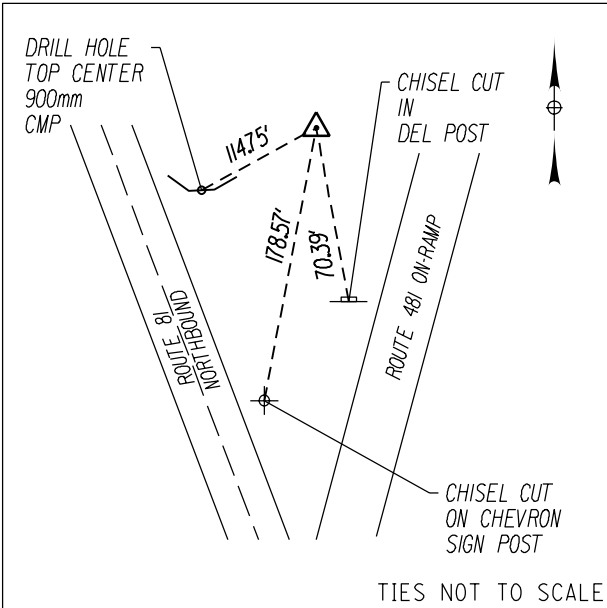 DRILL HOLE
TOP CENTER
900mm
CMP
CHISEL CUT
IN
DEL POST
114.75'
178.57'
70.39'
ROUTE 81
NORTHBOUND
ROUTE 481 ON-RAMP
CHISEL CUT
ON CHEVRON
SIGN POST
TIES NOT TO SCALE